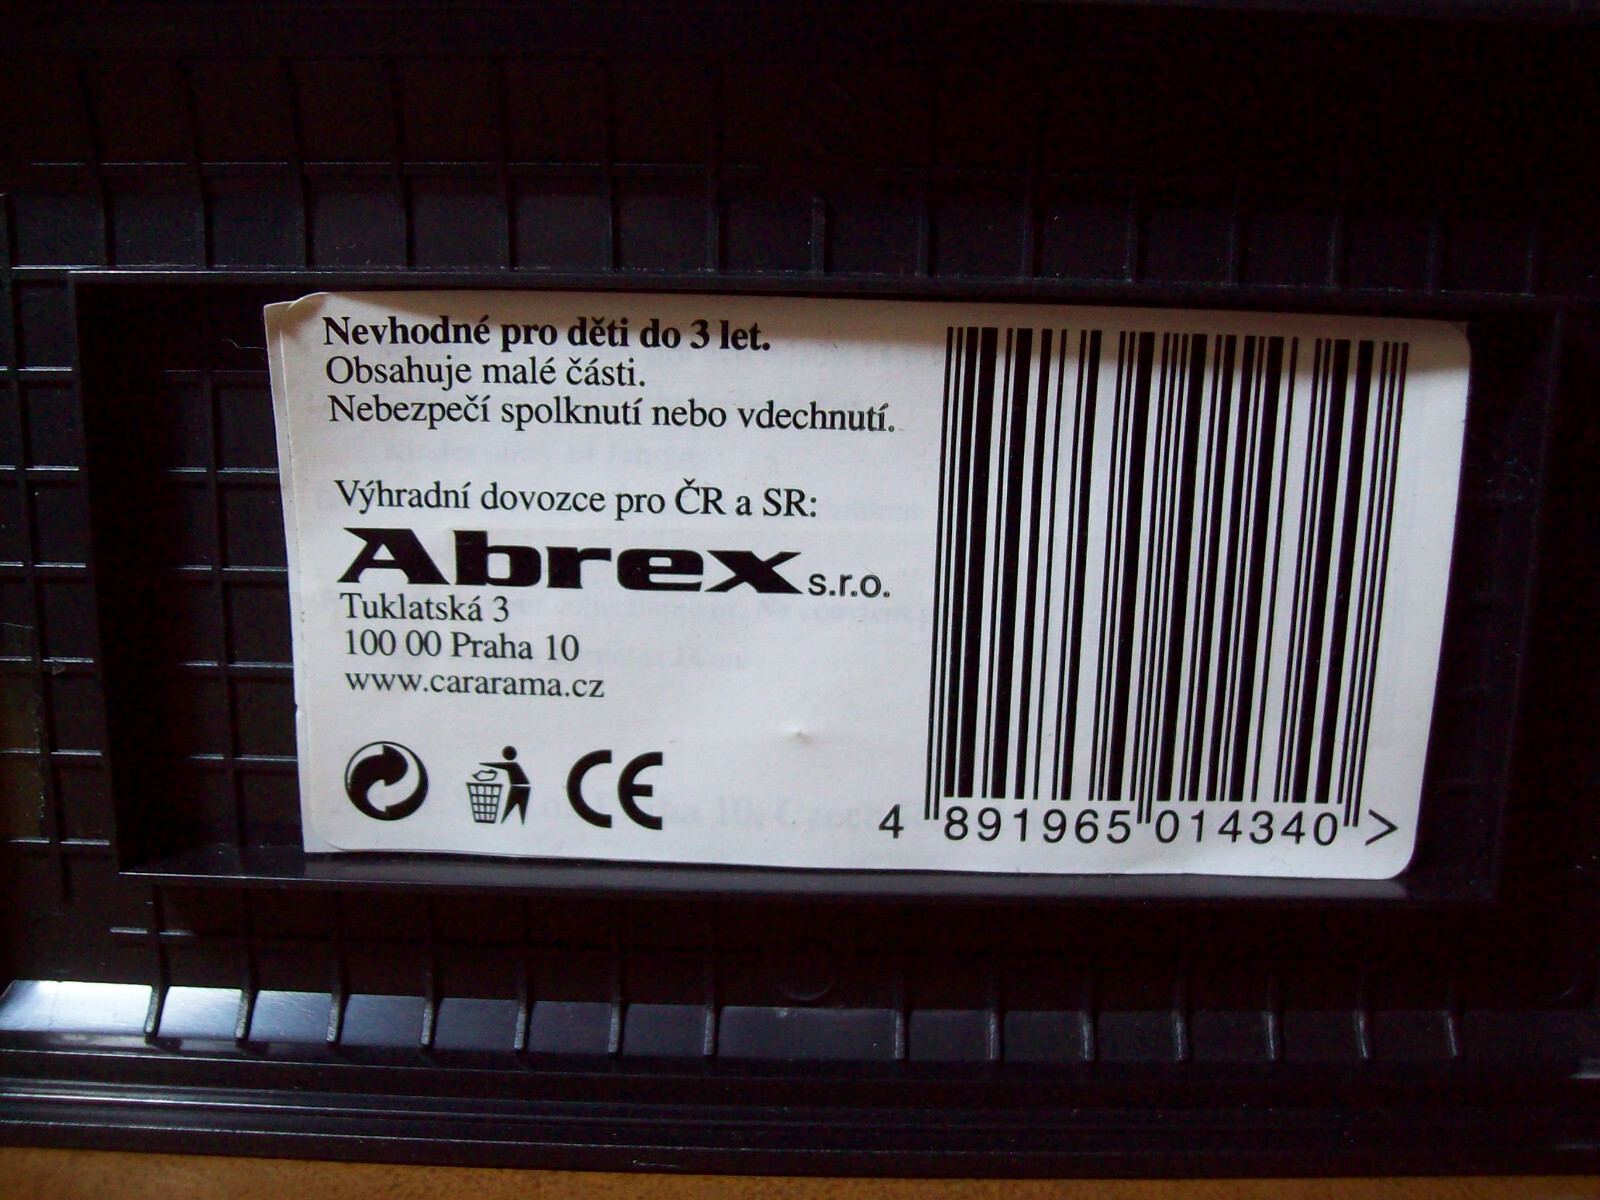 Nevhodné pro děti do 3 let.
Obsahuje malé části.
Nebezpečí spolknutí nebo vdechnutí.
Výhradní dovozce pro ČR a SR:
Abrex s.r.o.
Tuklatská 3
100 00 Praha 10
www.cararama.cz
CE
4 891965 014340 >